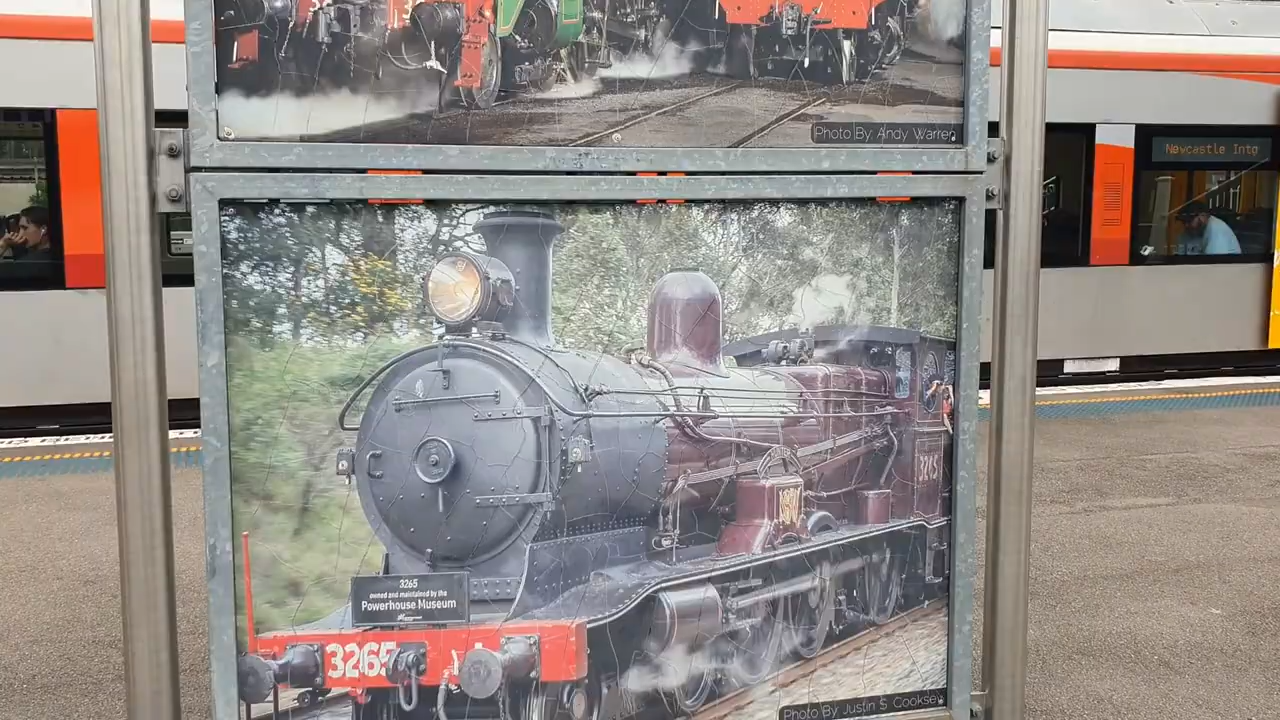 Photo By: Andy Warren
Newcastle Intg
3265
3265
owned and maintained by the
Powerhouse Museum
3265
Photo By Justin S Cooksey